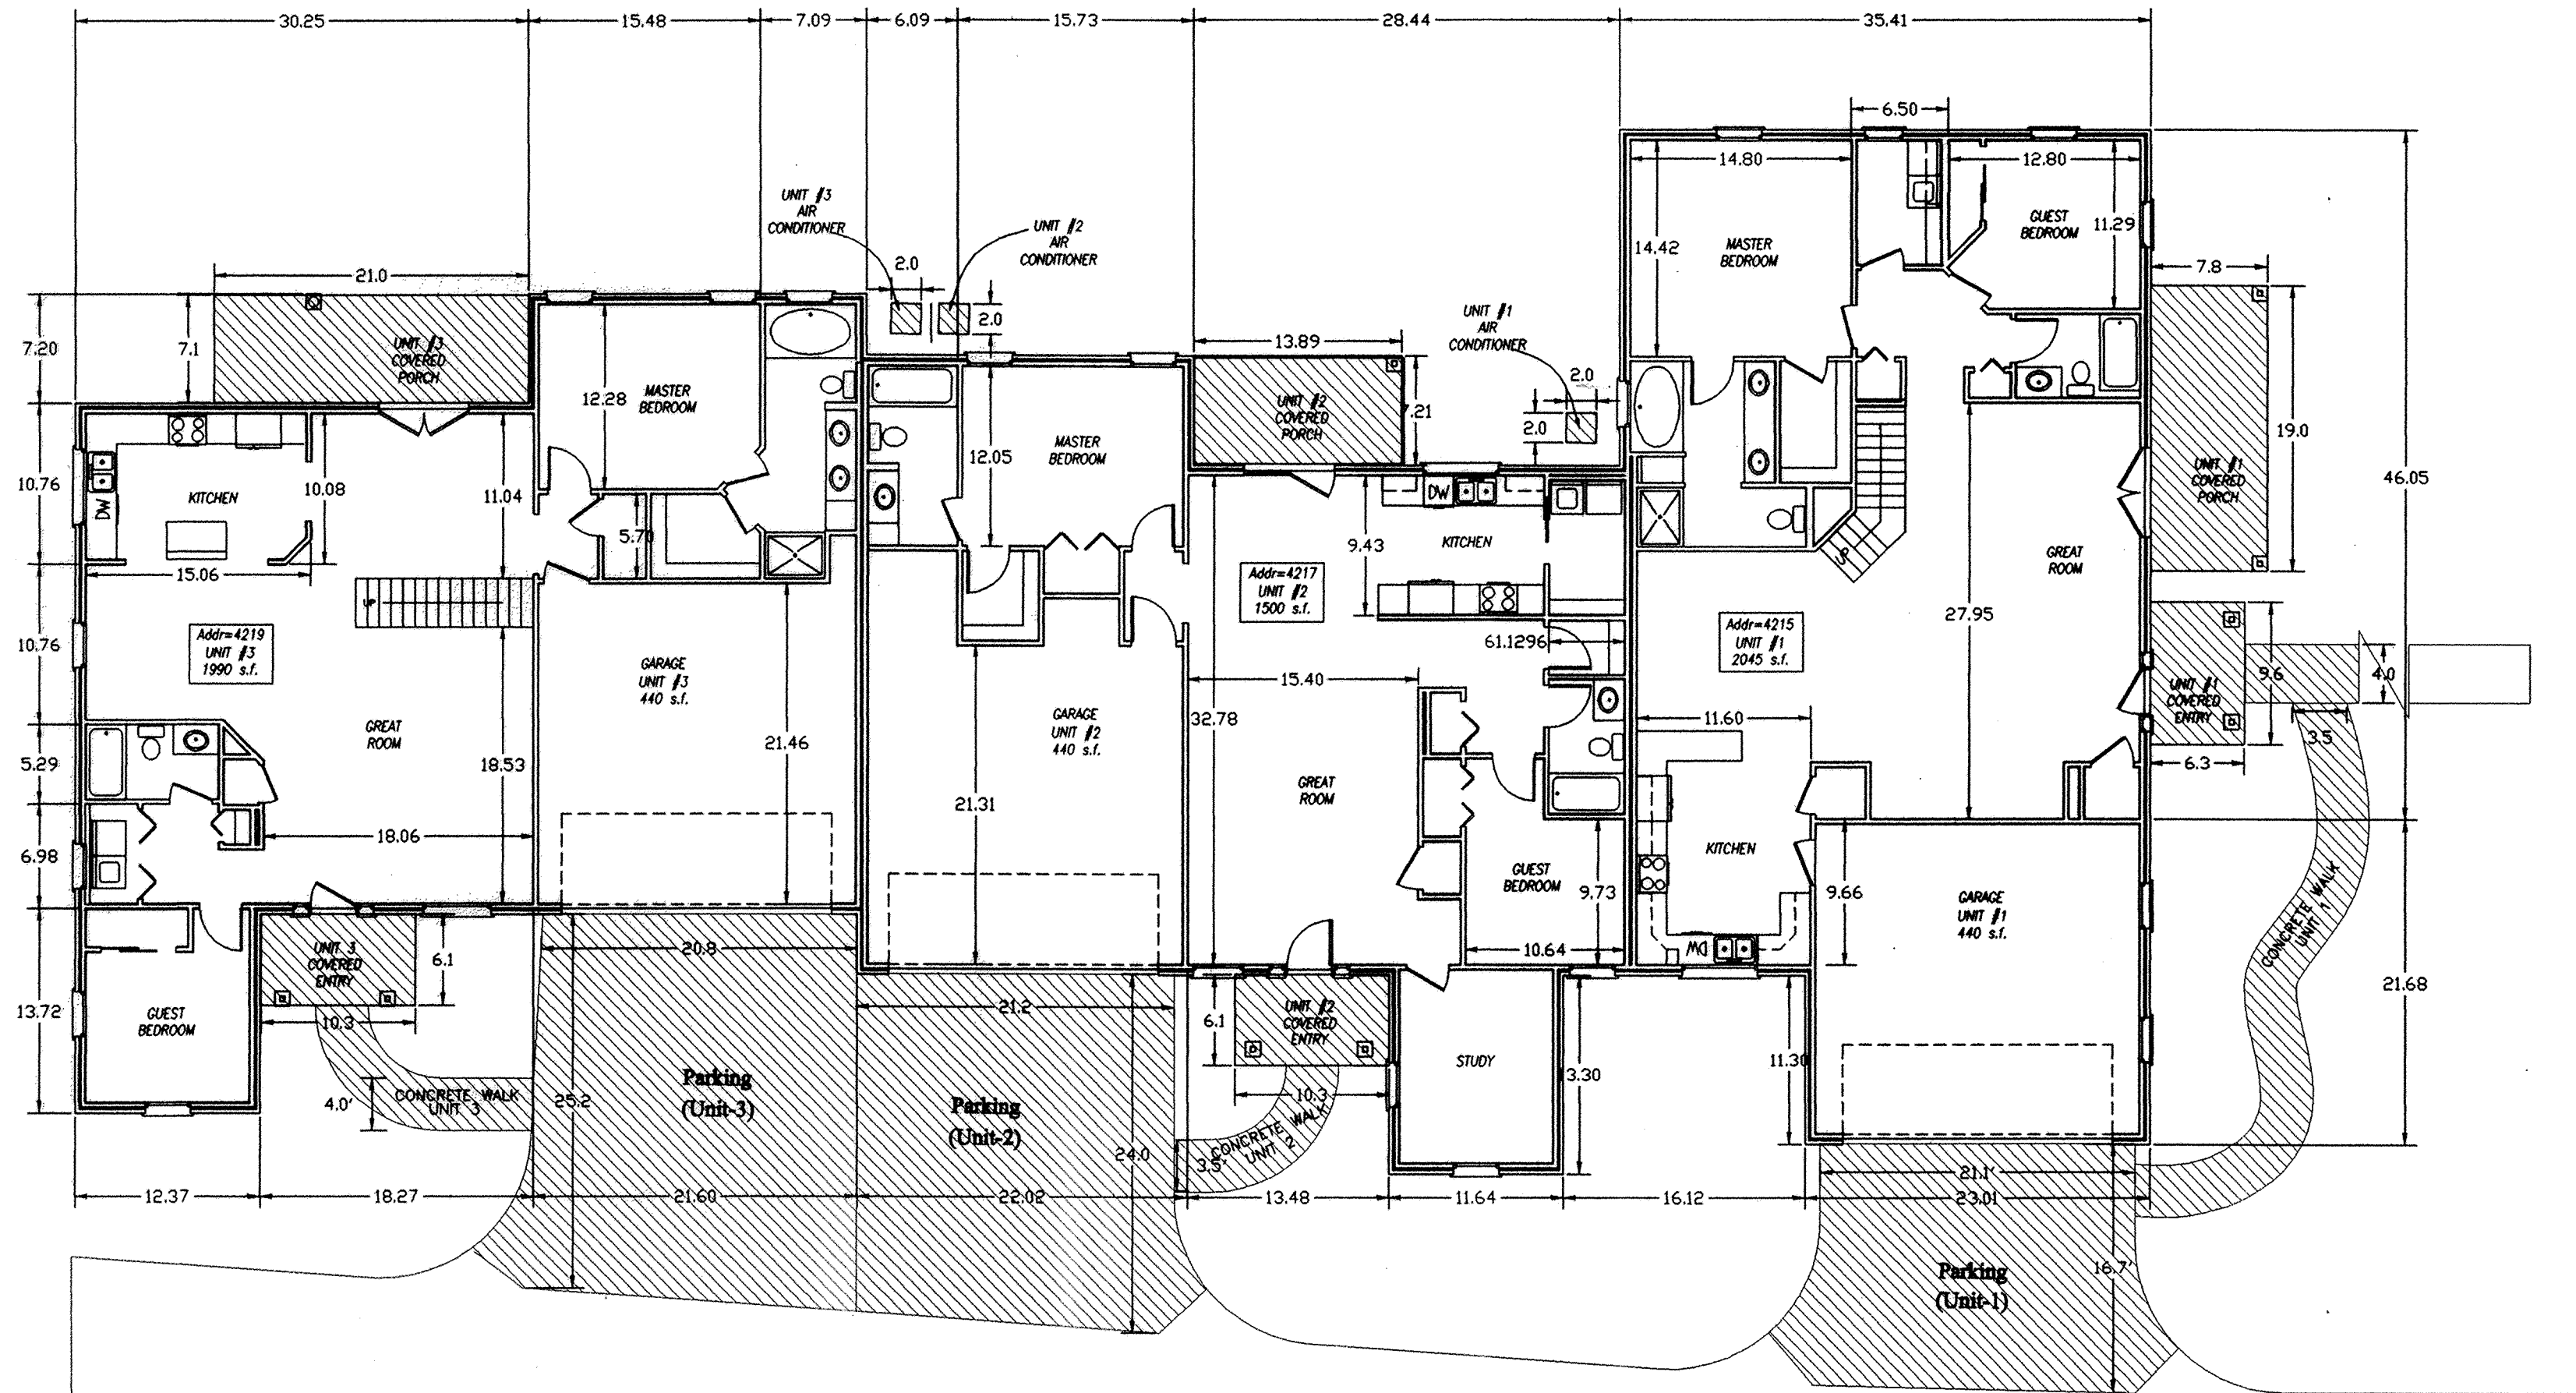 30.25
15.48
7.09
6.09
15.73
28.44
35.41
6.50
14.80
12.80
UNIT #3
AIR
CONDITIONER
UNIT #2
AIR
CONDITIONER
14.42
MASTER
BEDROOM
GUEST
BEDROOM
11.29
21.0
2.0
2.0
7.8
7.20
7.1
UNIT #3
COVERED
PORCH
UNIT #1
AIR
CONDITIONER
13.89
2.0
2.0
12.28
MASTER
BEDROOM
UNIT #2
COVERED
PORCH
7.21
19.0
46.05
10.76
KITCHEN
DW
10.08
11.04
12.05
MASTER
BEDROOM
DW
UNIT #1
COVERED
PORCH
5.70
9.43
KITCHEN
UP
GREAT
ROOM
15.06
UP
Addr=4217
UNIT #2
1500 s.f.
27.95
10.76
Addr=4219
UNIT #3
1990 s.f.
GARAGE
UNIT #3
440 s.f.
61.1296
Addr=4215
UNIT #1
2045 s.f.
15.40
9.6
4.0
UNIT #1
COVERED
ENTRY
GREAT
ROOM
GARAGE
UNIT #2
440 s.f.
32.78
11.60
3.5
5.29
18.53
21.46
6.3
GREAT
ROOM
21.31
18.06
6.98
KITCHEN
GUEST
BEDROOM
9.73
9.66
GARAGE
UNIT #1
440 s.f.
CONCRETE WALK
UNIT 1
UNIT 3
COVERED
ENTRY
6.1
20.8
10.64
DW
21.68
13.72
GUEST
BEDROOM
10.3
21.2
6.1
UNIT #2
COVERED
ENTRY
STUDY
3.30
11.30
4.0'
CONCRETE WALK
UNIT 3
25.2
Parking
(Unit-3)
Parking
(Unit-2)
10.3
CONCRETE WALK
UNIT 2
24.0
3.5'
21.1'
12.37
18.27
21.60
22.02
13.48
11.64
16.12
23.01
Parking
(Unit-1)
16.7'